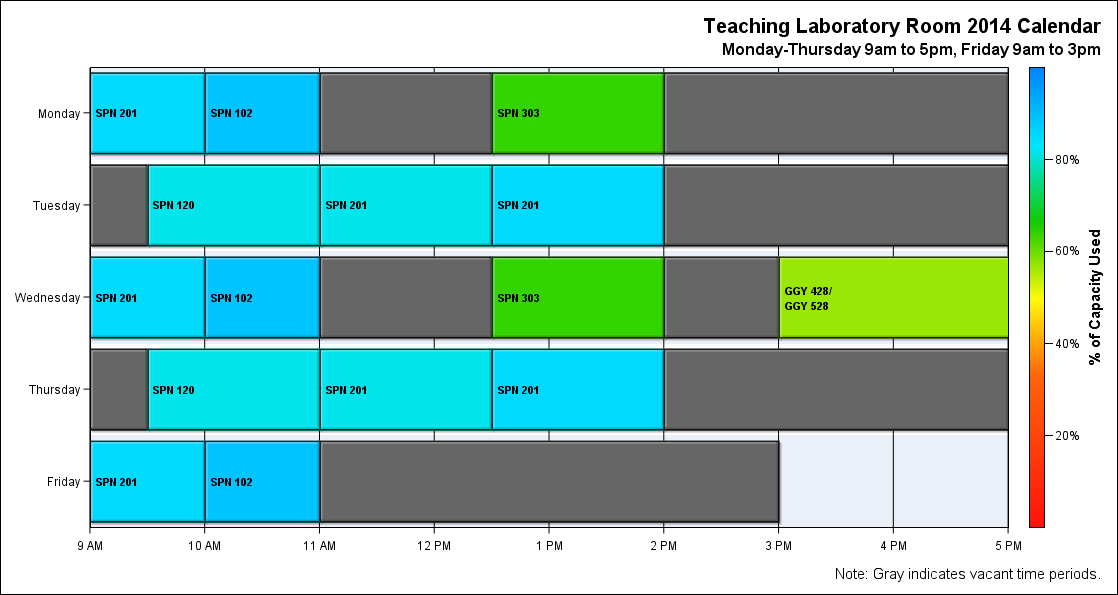 Teaching Laboratory Room 2014 Calendar
Monday-Thursday 9am to 5pm, Friday 9am to 3pm
Monday
SPN 201
SPN 102
SPN 303
Tuesday
SPN 120
SPN 201
SPN 201
Wednesday
SPN 201
SPN 102
SPN 303
GGY 428/
GGY 528
Thursday
SPN 120
SPN 201
SPN 201
Friday
SPN 201
SPN 102
9 AM
10 AM
11 AM
12 PM
1 PM
2 PM
3 PM
4 PM
5 PM
80%
60%
40%
20%
% of Capacity Used
Note: Gray indicates vacant time periods.